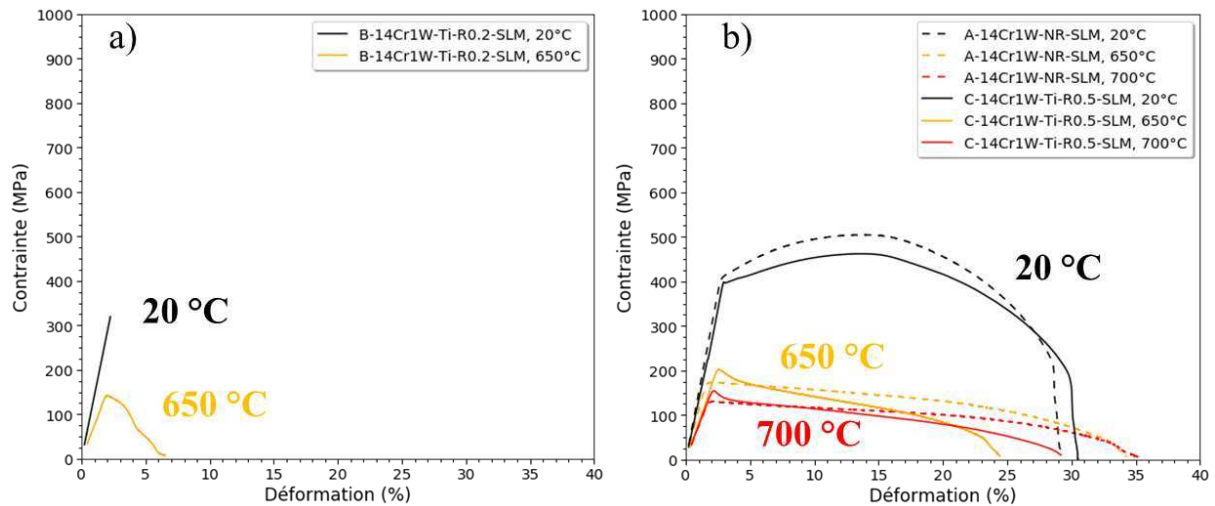 a)
B-14Cr1W-Ti-R0.2-SLM, 20°C
B-14Cr1W-Ti-R0.2-SLM, 650°C
1000
900
800
700
600
500
400
300
200
100
0
Contrainte (MPa)
20 °C
650 °C
0 5 10 15 20 25 30 35 40
Déformation (%)
b)
A-14Cr1W-NR-SLM, 20°C
A-14Cr1W-NR-SLM, 650°C
A-14Cr1W-NR-SLM, 700°C
C-14Cr1W-Ti-R0.5-SLM, 20°C
C-14Cr1W-Ti-R0.5-SLM, 650°C
C-14Cr1W-Ti-R0.5-SLM, 700°C
1000
900
800
700
600
500
400
300
200
100
0
Contrainte (MPa)
20 °C
650 °C
700 °C
0 5 10 15 20 25 30 35 40
Déformation (%)